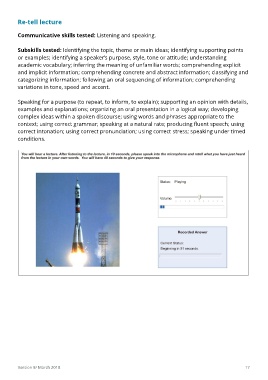 Re-tell lecture
Communicative skills tested: Listening and speaking.
Subskills tested: Identifying the topic, theme or main ideas; identifying supporting points
or examples; identifying a speaker's purpose, style, tone or attitude; understanding
academic vocabulary; inferring the meaning of unfamiliar words; comprehending explicit
and implicit information; comprehending concrete and abstract information; classifying and
categorizing information; following an oral sequencing of information; comprehending
variations in tone, speed and accent.
Speaking for a purpose (to repeat, to inform, to explain); supporting an opinion with details,
examples and explanations; organizing an oral presentation in a logical way; developing
complex ideas within a spoken discourse; using words and phrases appropriate to the
context; using correct grammar; speaking at a natural rate; producing fluent speech; using
correct intonation; using correct pronunciation; using correct stress; speaking under timed
conditions.
You will hear a lecture. After listening to the lecture, in 10 seconds, please speak into the microphone and retell what you have just heard
from the lecture in your own words. You will have 40 seconds to give your response.
Status: Playing
Volume
Recorded Answer
Current Status:
Beginning in 31 seconds.
March 2018
17